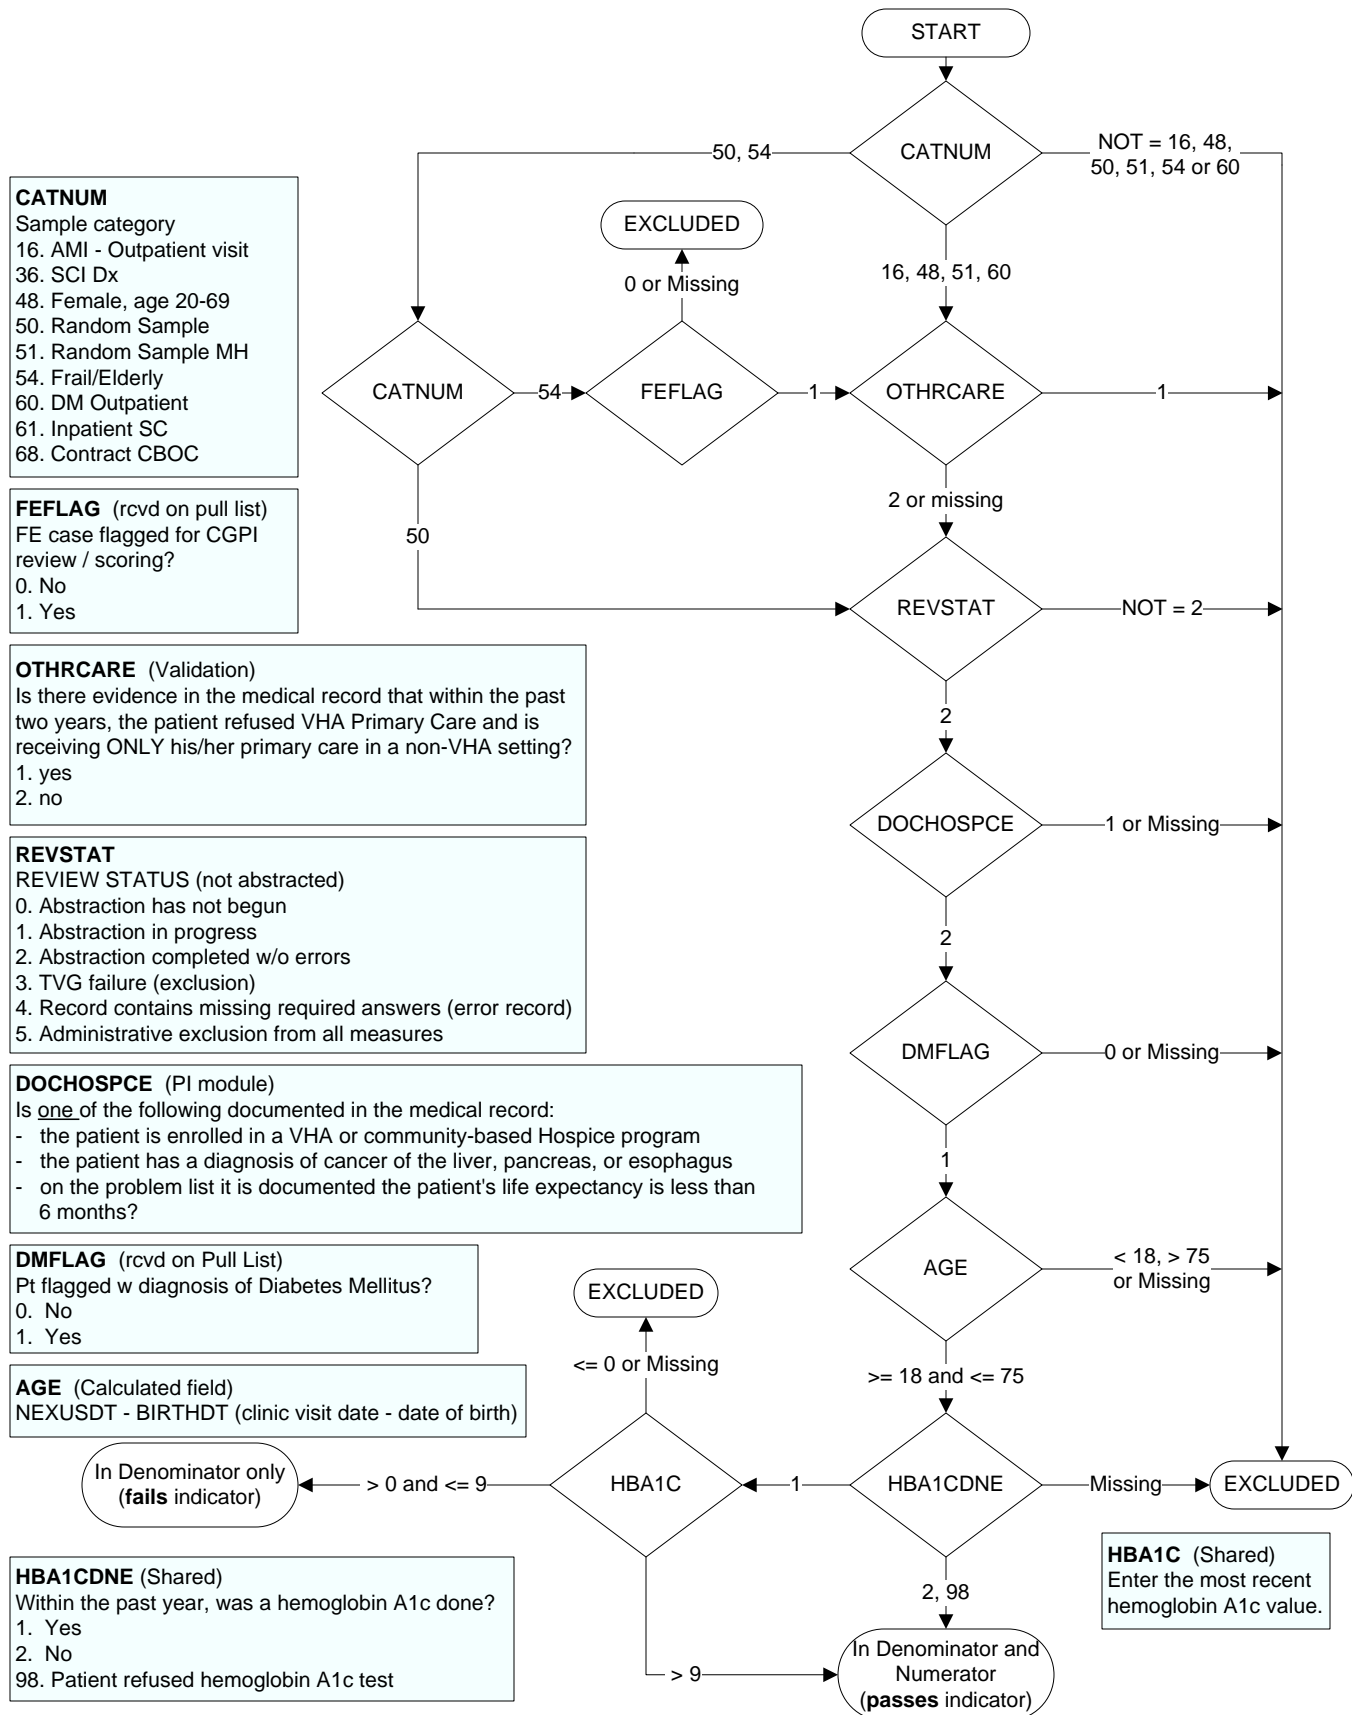 START
CATNUM
50, 54
NOT = 16, 48,
50, 51, 54 or 60
16, 48, 51, 60
CATNUM
Sample category
16. AMI - Outpatient visit
36. SCI Dx
48. Female, age 20-69
50. Random Sample
51. Random Sample MH
54. Frail/Elderly
60. DM Outpatient
61. Inpatient SC
68. Contract CBOC
EXCLUDED
0 or Missing
CATNUM
54
FEFLAG
1
OTHRCARE
1
50
2 or missing
FEFLAG (rcvd on pull list)
FE case flagged for CGPI
review / scoring?
0. No
1. Yes
REVSTAT
NOT = 2
2
OTHRCARE (Validation)
Is there evidence in the medical record that within the past
two years, the patient refused VHA Primary Care and is
receiving ONLY his/her primary care in a non-VHA setting?
1. yes
2. no
DOCHOSPCE
1 or Missing
2
REVSTAT
REVIEW STATUS (not abstracted)
0. Abstraction has not begun
1. Abstraction in progress
2. Abstraction completed w/o errors
3. TVG failure (exclusion)
4. Record contains missing required answers (error record)
5. Administrative exclusion from all measures
DMFLAG
0 or Missing
1
DOCHOSPCE (PI module)
Is one of the following documented in the medical record:
- the patient is enrolled in a VHA or community-based Hospice program
- the patient has a diagnosis of cancer of the liver, pancreas, or esophagus
- on the problem list it is documented the patient's life expectancy is less than
6 months?
AGE
< 18, > 75
or Missing
>= 18 and <= 75
DMFLAG (rcvd on Pull List)
Pt flagged w diagnosis of Diabetes Mellitus?
0. No
1. Yes
EXCLUDED
<= 0 or Missing
AGE (Calculated field)
NEXUSDT - BIRTHDT (clinic visit date - date of birth)
In Denominator only
(fails indicator)
> 0 and <= 9
HBA1C
1
HBA1CDNE
Missing
EXCLUDED
2, 98
> 9
In Denominator and
Numerator
(passes indicator)
HBA1C (Shared)
Enter the most recent
hemoglobin A1c value.
HBA1CDNE (Shared)
Within the past year, was a hemoglobin A1c done?
1. Yes
2. No
98. Patient refused hemoglobin A1c test